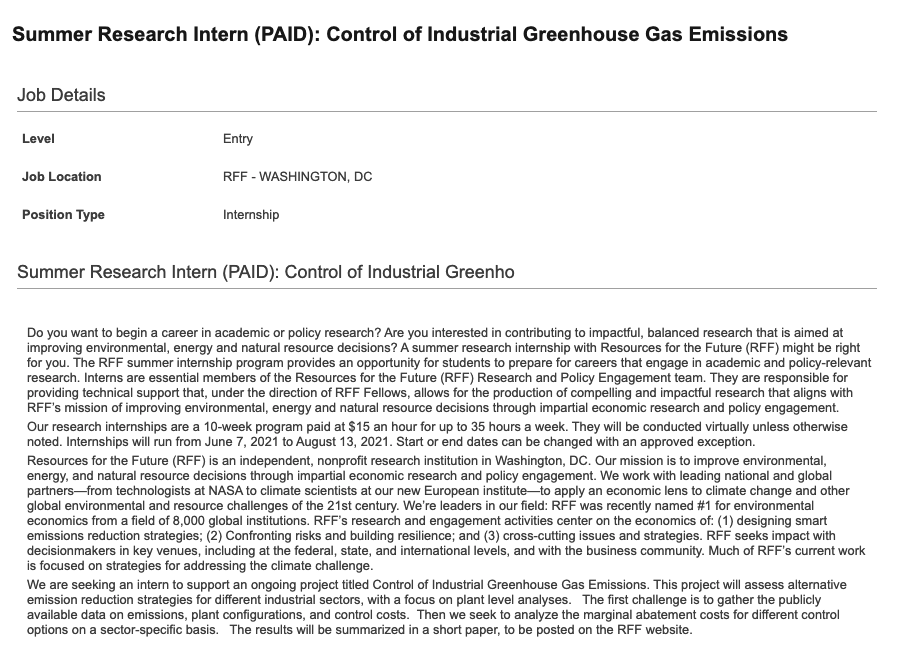 Summer Research Intern (PAID): Control of Industrial Greenhouse Gas Emissions
Job Details
Level Entry
Job Location RFF - WASHINGTON, DC
Position Type Internship
Summer Research Intern (PAID): Control of Industrial Greenho
Do you want to begin a career in academic or policy research? Are you interested in contributing to impactful, balanced research that is aimed at
improving environmental, energy and natural resource decisions? A summer research internship with Resources for the Future (RFF) might be right
for you. The RFF summer internship program provides an opportunity for students to prepare for careers that engage in academic and policy-relevant
research. Interns are essential members of the Resources for the Future (RFF) Research and Policy Engagement team. They are responsible for
providing technical support that, under the direction of RFF Fellows, allows for the production of compelling and impactful research that aligns with
RFF's mission of improving environmental, energy and natural resource decisions through impartial economic research and policy engagement.
Our research internships are a 10-week program paid at $15 an hour for up to 35 hours a week. They will be conducted virtually unless otherwise
noted. Internships will run from June 7, 2021 to August 13, 2021. Start or end dates can be changed with an approved exception.
Resources for the Future (RFF) is an independent, nonprofit research institution in Washington, DC. Our mission is to improve environmental,
energy, and natural resource decisions through impartial economic research and policy engagement. We work with leading national and global
partners—from technologists at NASA to climate scientists at our new European institute—to apply an economic lens to climate change and other
global environmental and resource challenges of the 21st century. We're leaders in our field: RFF was recently named #1 for environmental
economics from a field of 8,000 global institutions. RFF's research and engagement activities center on the economics of: (1) designing smart
emissions reduction strategies; (2) Confronting risks and building resilience; and (3) cross-cutting issues and strategies. RFF seeks impact with
decisionmakers in key venues, including at the federal, state, and international levels, and with the business community. Much of RFF's current work
is focused on strategies for addressing the climate challenge.
We are seeking an intern to support an ongoing project titled Control of Industrial Greenhouse Gas Emissions. This project will assess alternative
emission reduction strategies for different industrial sectors, with a focus on plant level analyses. The first challenge is to gather the publicly
available data on emissions, plant configurations, and control costs. Then we seek to analyze the marginal abatement costs for different control
options on a sector-specific basis. The results will be summarized in a short paper, to be posted on the RFF website.